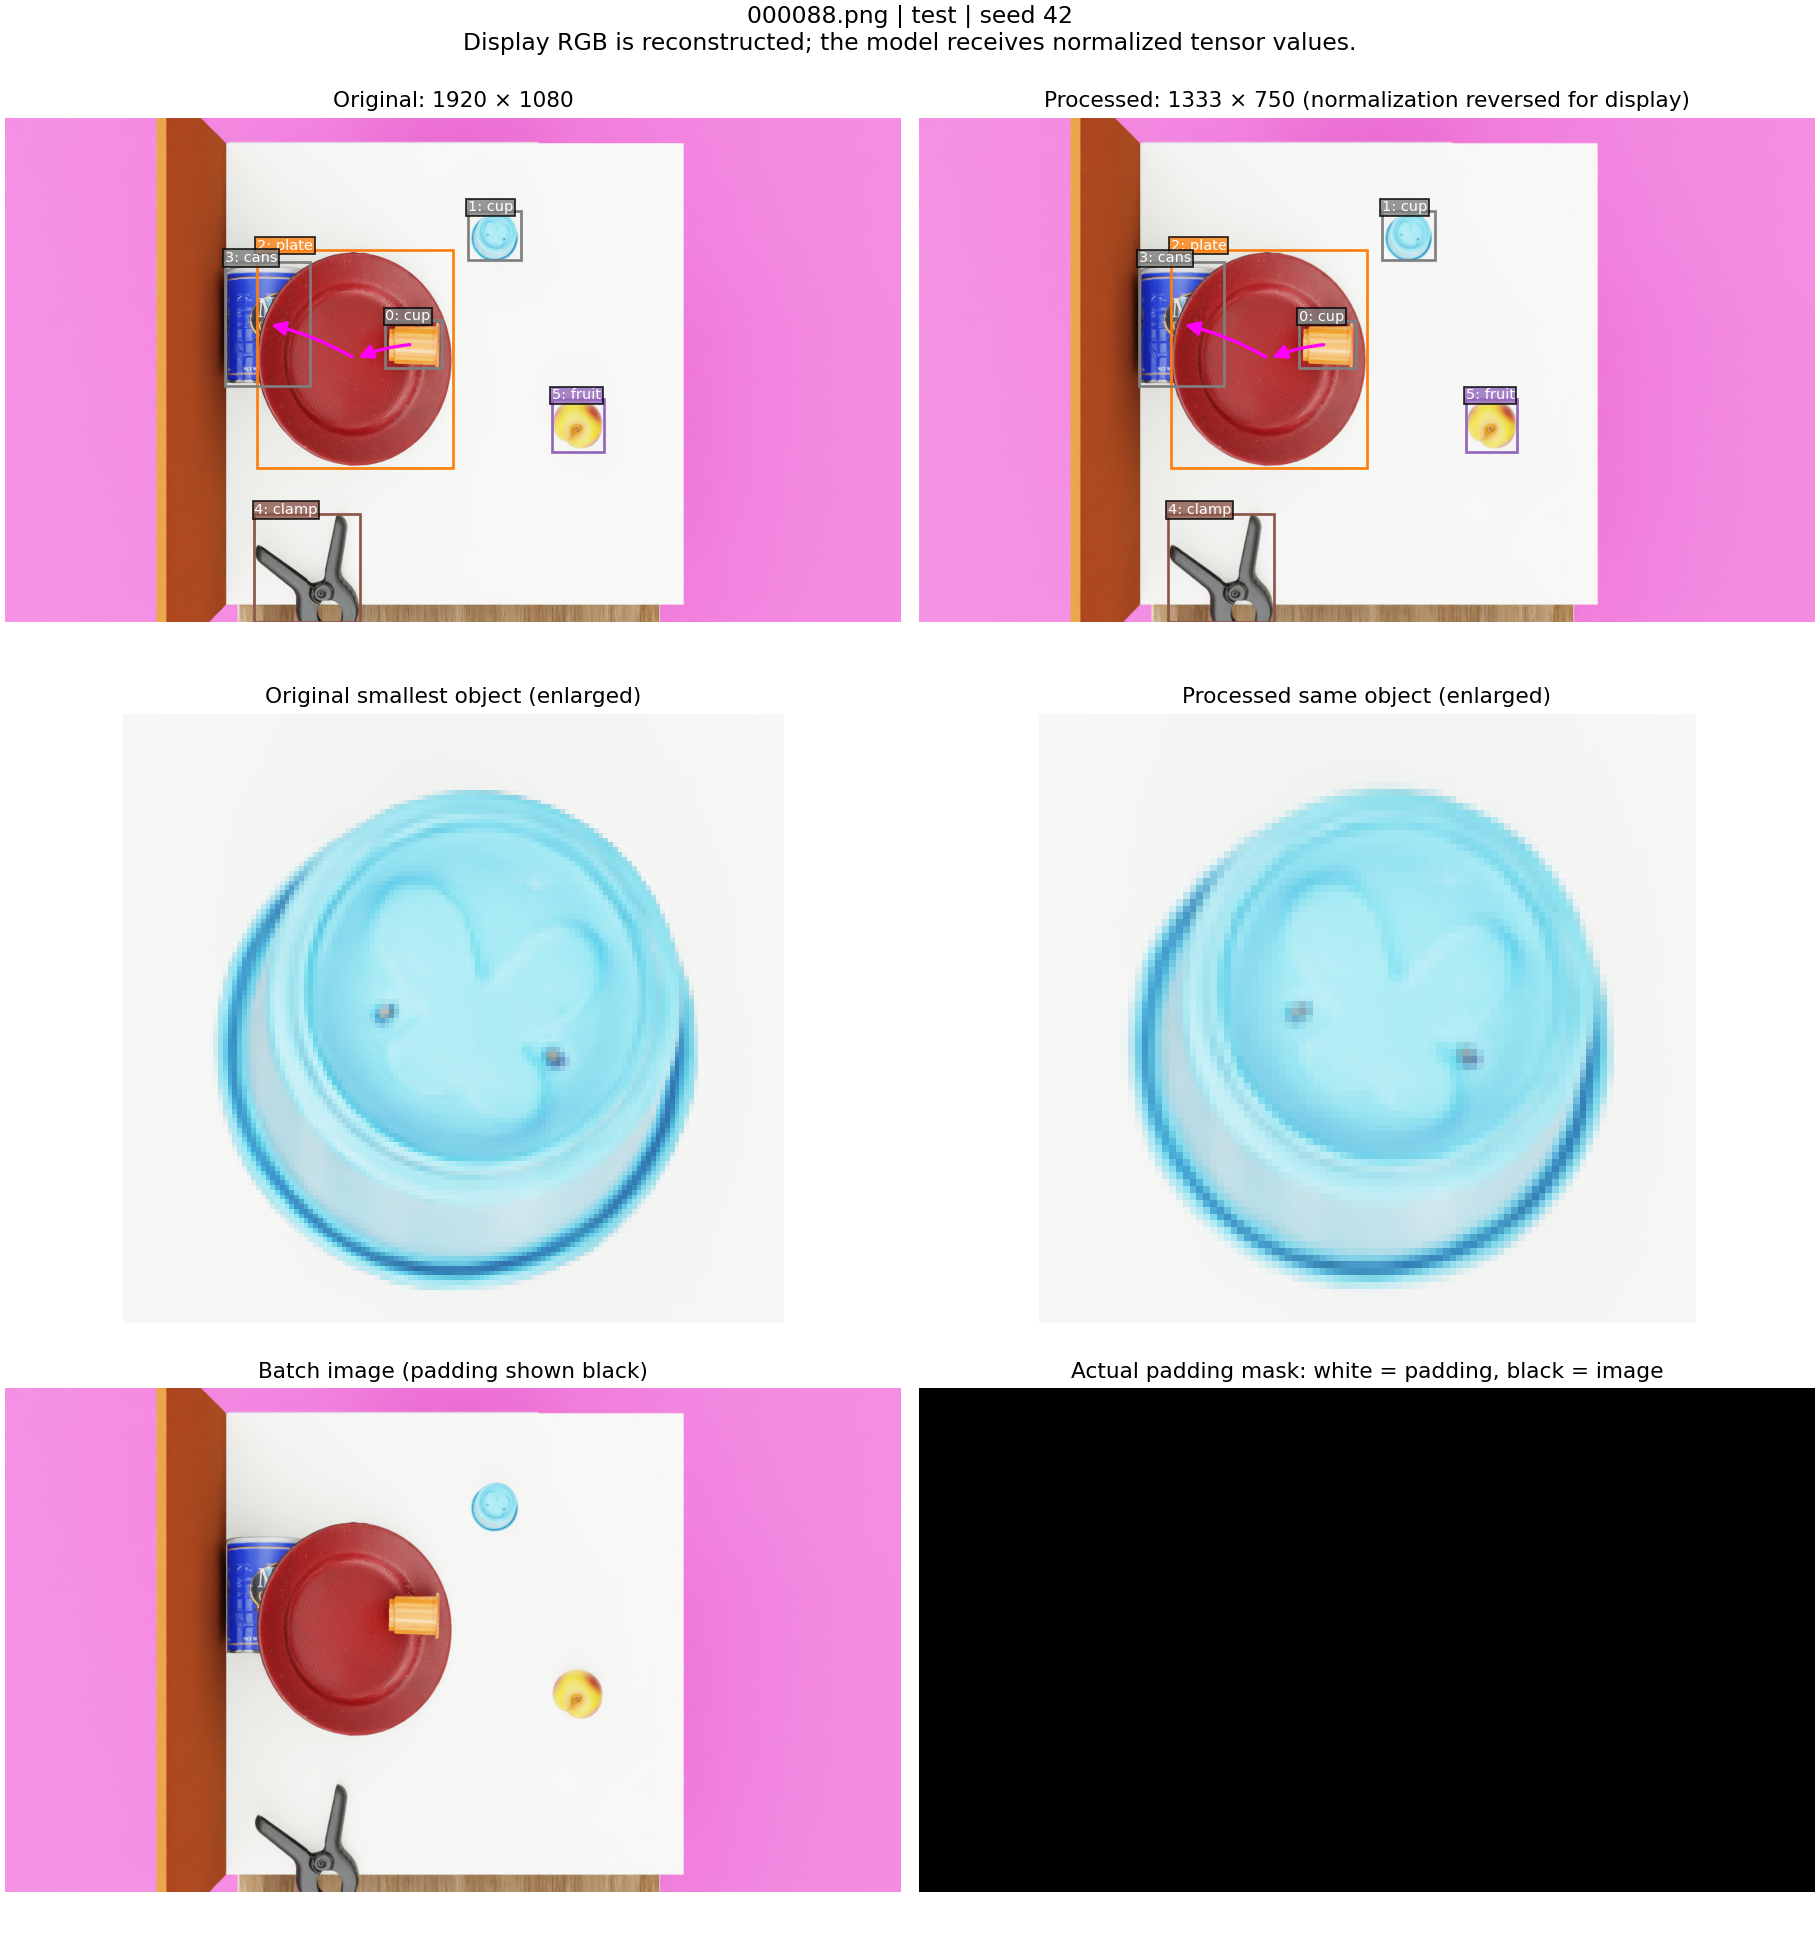 000088.png | test | seed 42
Display RGB is reconstructed; the model receives normalized tensor values.
Original: 1920 × 1080
Processed: 1333 × 750 (normalization reversed for display)
1: cup
2: plate
3: cans
0: cup
5: fruit
4: clamp
1: cup
2: plate
3: cans
0: cup
5: fruit
4: clamp
Original smallest object (enlarged)
Processed same object (enlarged)
Batch image (padding shown black)
Actual padding mask: white = padding, black = image